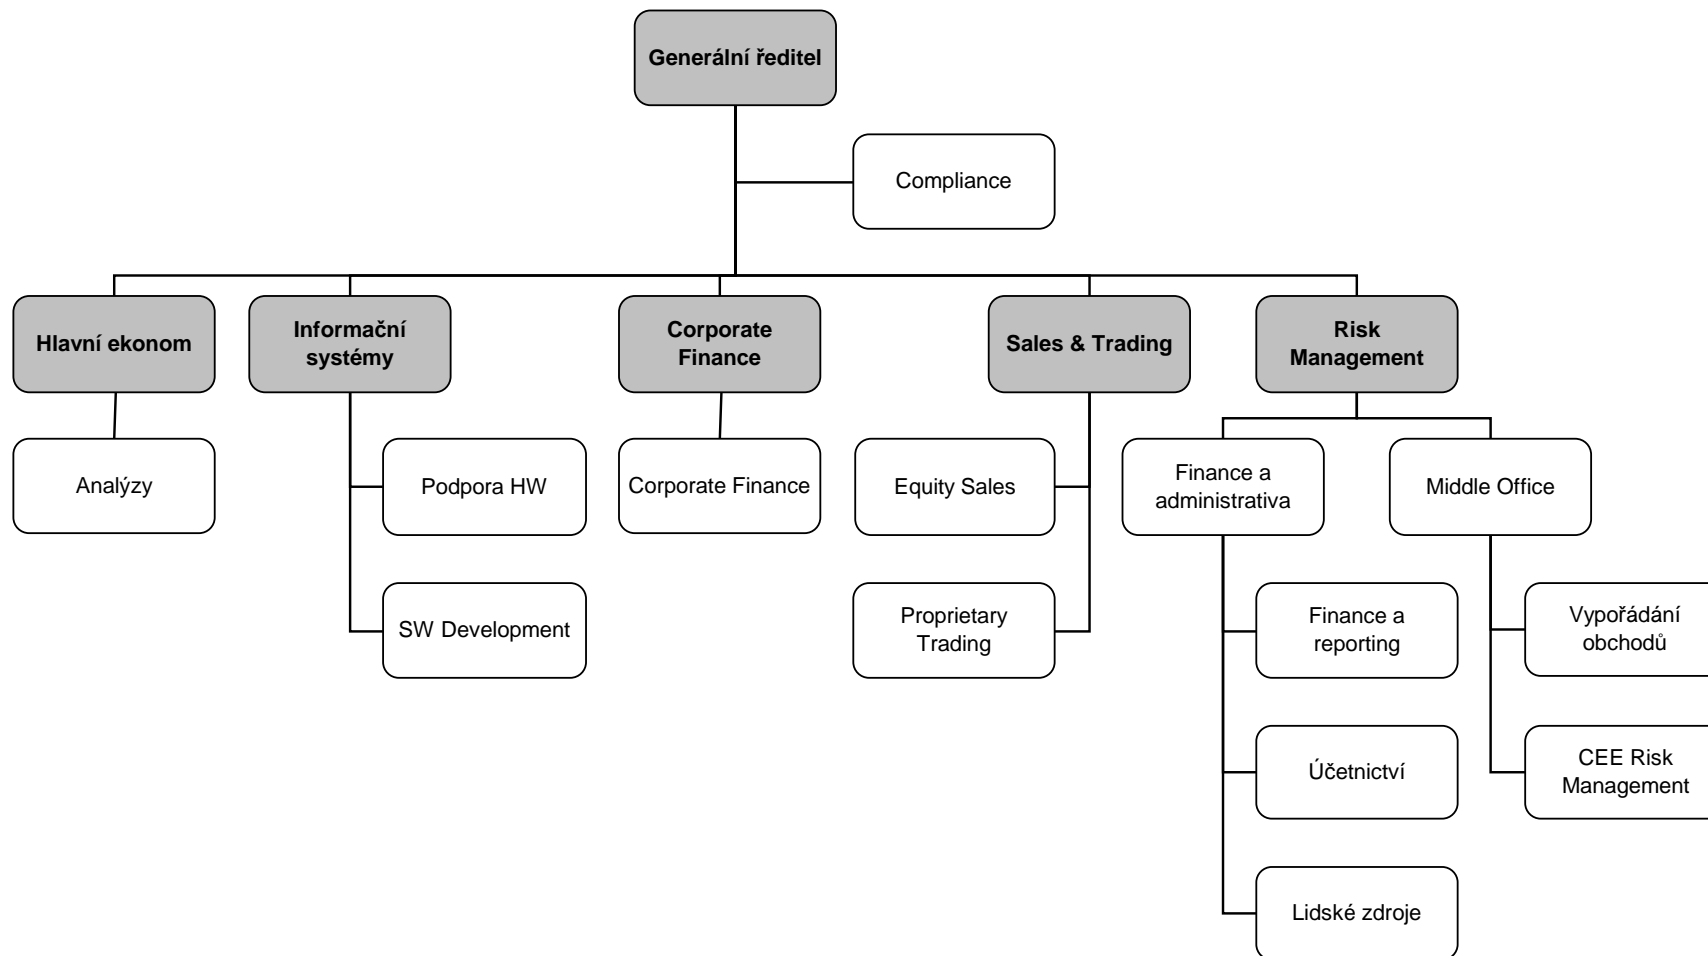 Generální ředitel
Compliance
Hlavní ekonom
Informační
systémy
Corporate
Finance
Sales & Trading
Risk
Management
Analýzy
Podpora HW
Corporate Finance
Equity Sales
Finance a
administrativa
Middle Office
SW Development
Proprietary
Trading
Finance a
reporting
Vypořádání
obchodů
Účetnictví
CEE Risk
Management
Lidské zdroje